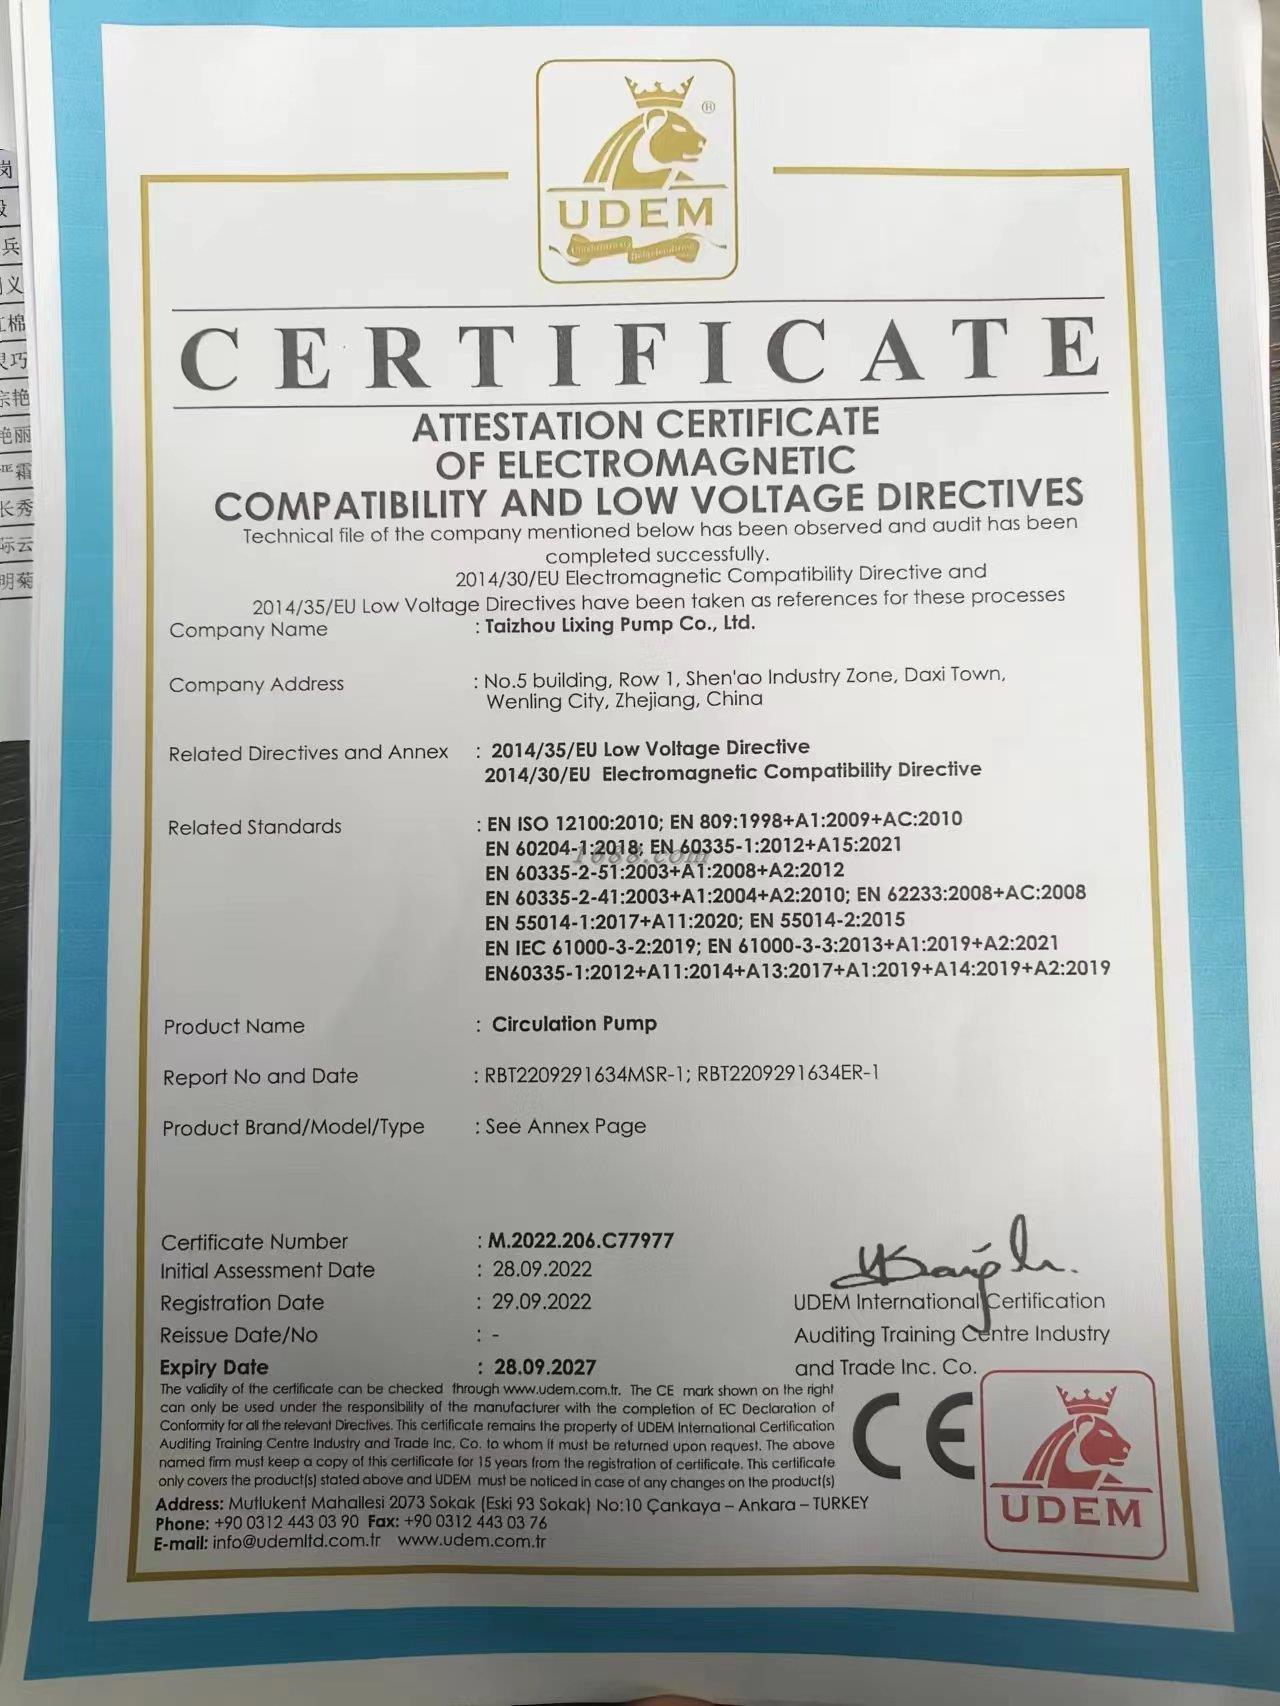 ®
UDEM
CERTIFICATE
ATTESTATION CERTIFICATE
OF ELECTROMAGNETIC
COMPATIBILITY AND LOW VOLTAGE DIRECTIVES
Technical file of the company mentioned below has been observed and audit has been
completed successfully.
2014/30/EU Electromagnetic Compatibility Directive and
2014/35/EU Low Voltage Directives have been taken as references for these processes
Company Name : Taizhou Lixing Pump Co., Ltd.
Company Address : No.5 building, Row 1, Shen'ao Industry Zone, Daxi Town,
Wenling City, Zhejiang, China
Related Directives and Annex : 2014/35/EU Low Voltage Directive
2014/30/EU Electromagnetic Compatibility Directive
Related Standards : EN ISO 12100:2010; EN 809:1998+A1:2009+AC:2010
EN 60204-1:2018; EN 60335-1:2012+A15:2021
1688.com
EN 60335-2-51:2003+A1:2008+A2:2012
EN 60335-2-41:2003+A1:2004+A2:2010; EN 62233:2008+AC:2008
EN 55014-1:2017+A11:2020; EN 55014-2:2015
EN IEC 61000-3-2:2019; EN 61000-3-3:2013+A1:2019+A2:2021
EN60335-1:2012+A11:2014+A13:2017+A1:2019+A14:2019+A2:2019
Product Name : Circulation Pump
Report No and Date : RBT2209291634MSR-1; RBT2209291634ER-1
Product Brand/Model/Type : See Annex Page
Certificate Number : M.2022.206.C77977
Initial Assessment Date : 28.09.2022
Registration Date : 29.09.2022
Reissue Date/No : -
Expiry Date : 28.09.2027
UDEM International Certification
Auditing Training Centre Industry
and Trade Inc. Co.
The validity of the certificate can be checked through www.udem.com.tr. The CE mark shown on the right
can only be used under the responsibility of the manufacturer with the completion of EC Declaration of
Conformity for all the relevant Directives. This certificate remains the property of UDEM International Certification
Auditing Training Centre Industry and Trade Inc. Co. to whom it must be returned upon request. The above
named firm must keep a copy of this certificate for 15 years from the registration of certificate. This certificate
only covers the product(s) stated above and UDEM must be noticed in case of any changes on the product(s)
CE
UDEM
Address: Mutlukent Mahallesi 2073 Sokak (Eski 93 Sokak) No:10 Çankaya – Ankara – TURKEY
Phone: +90 0312 443 03 90 Fax: +90 0312 443 03 76
E-mail: info@udemltd.com.tr www.udem.com.tr
岗
兵
义
棉
巧
艳
艳丽
霜
长秀
际云
明菊